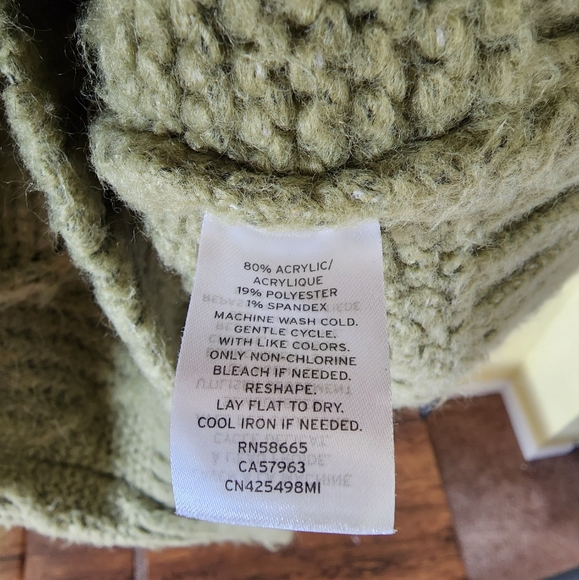 80% ACRYLIC/
ACRYLIQUE
19% POLYESTER
1% SPANDEX
MACHINE WASH COLD.
GENTLE CYCLE.
WITH LIKE COLORS.
ONLY NON-CHLORINE
BLEACH IF NEEDED.
RESHAPE.
LAY FLAT TO DRY.
COOL IRON IF NEEDED.
RN58665
CA57963
CN425498MI